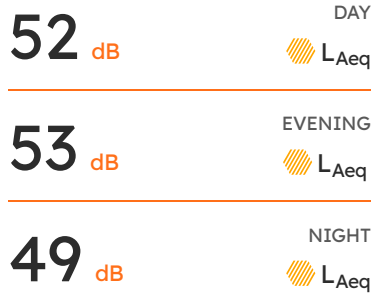 DAY
52 dB LAeq
EVENING
53 dB LAeq
NIGHT
49 dB LAeq